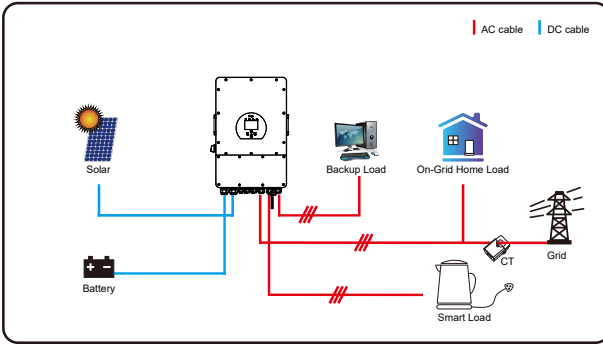 AC cable
DC cable
Solar
Backup Load
On-Grid Home Load
CT
Grid
Battery
Smart Load